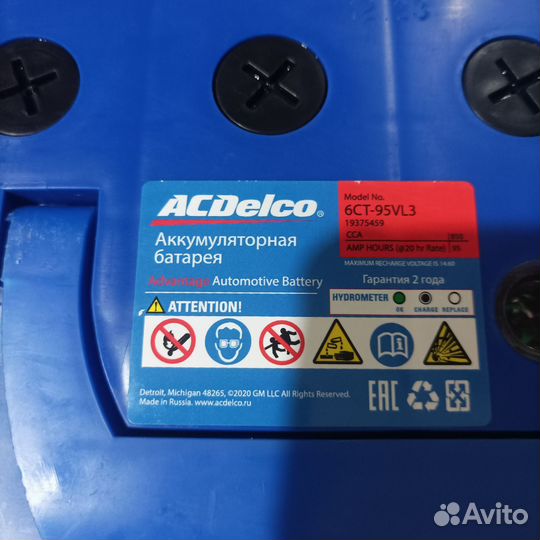 ACDelco®
Аккумуляторная
батарея
Advantage Automotive Battery
Model No.
6CT-95VL3
19375459
CCA 850
AMP HOURS (@20 hr Rate) 95
MAXIMUM RECHARGE VOLTAGE IS 14:60
Гарантия 2 года
HYDROMETER
OK CHARGE REPLACE
ATTENTION!
Detroit, Michigan 48265, ©2020 GM LLC All Rights Reserved.
Made in Russia. www.acdelco.ru
EAC
Avito